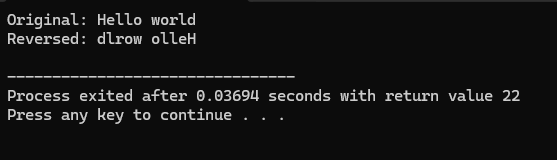 Original: Hello world
Reversed: dlrow olleH
--------------------------------
Process exited after 0.03694 seconds with return value 22
Press any key to continue . . .